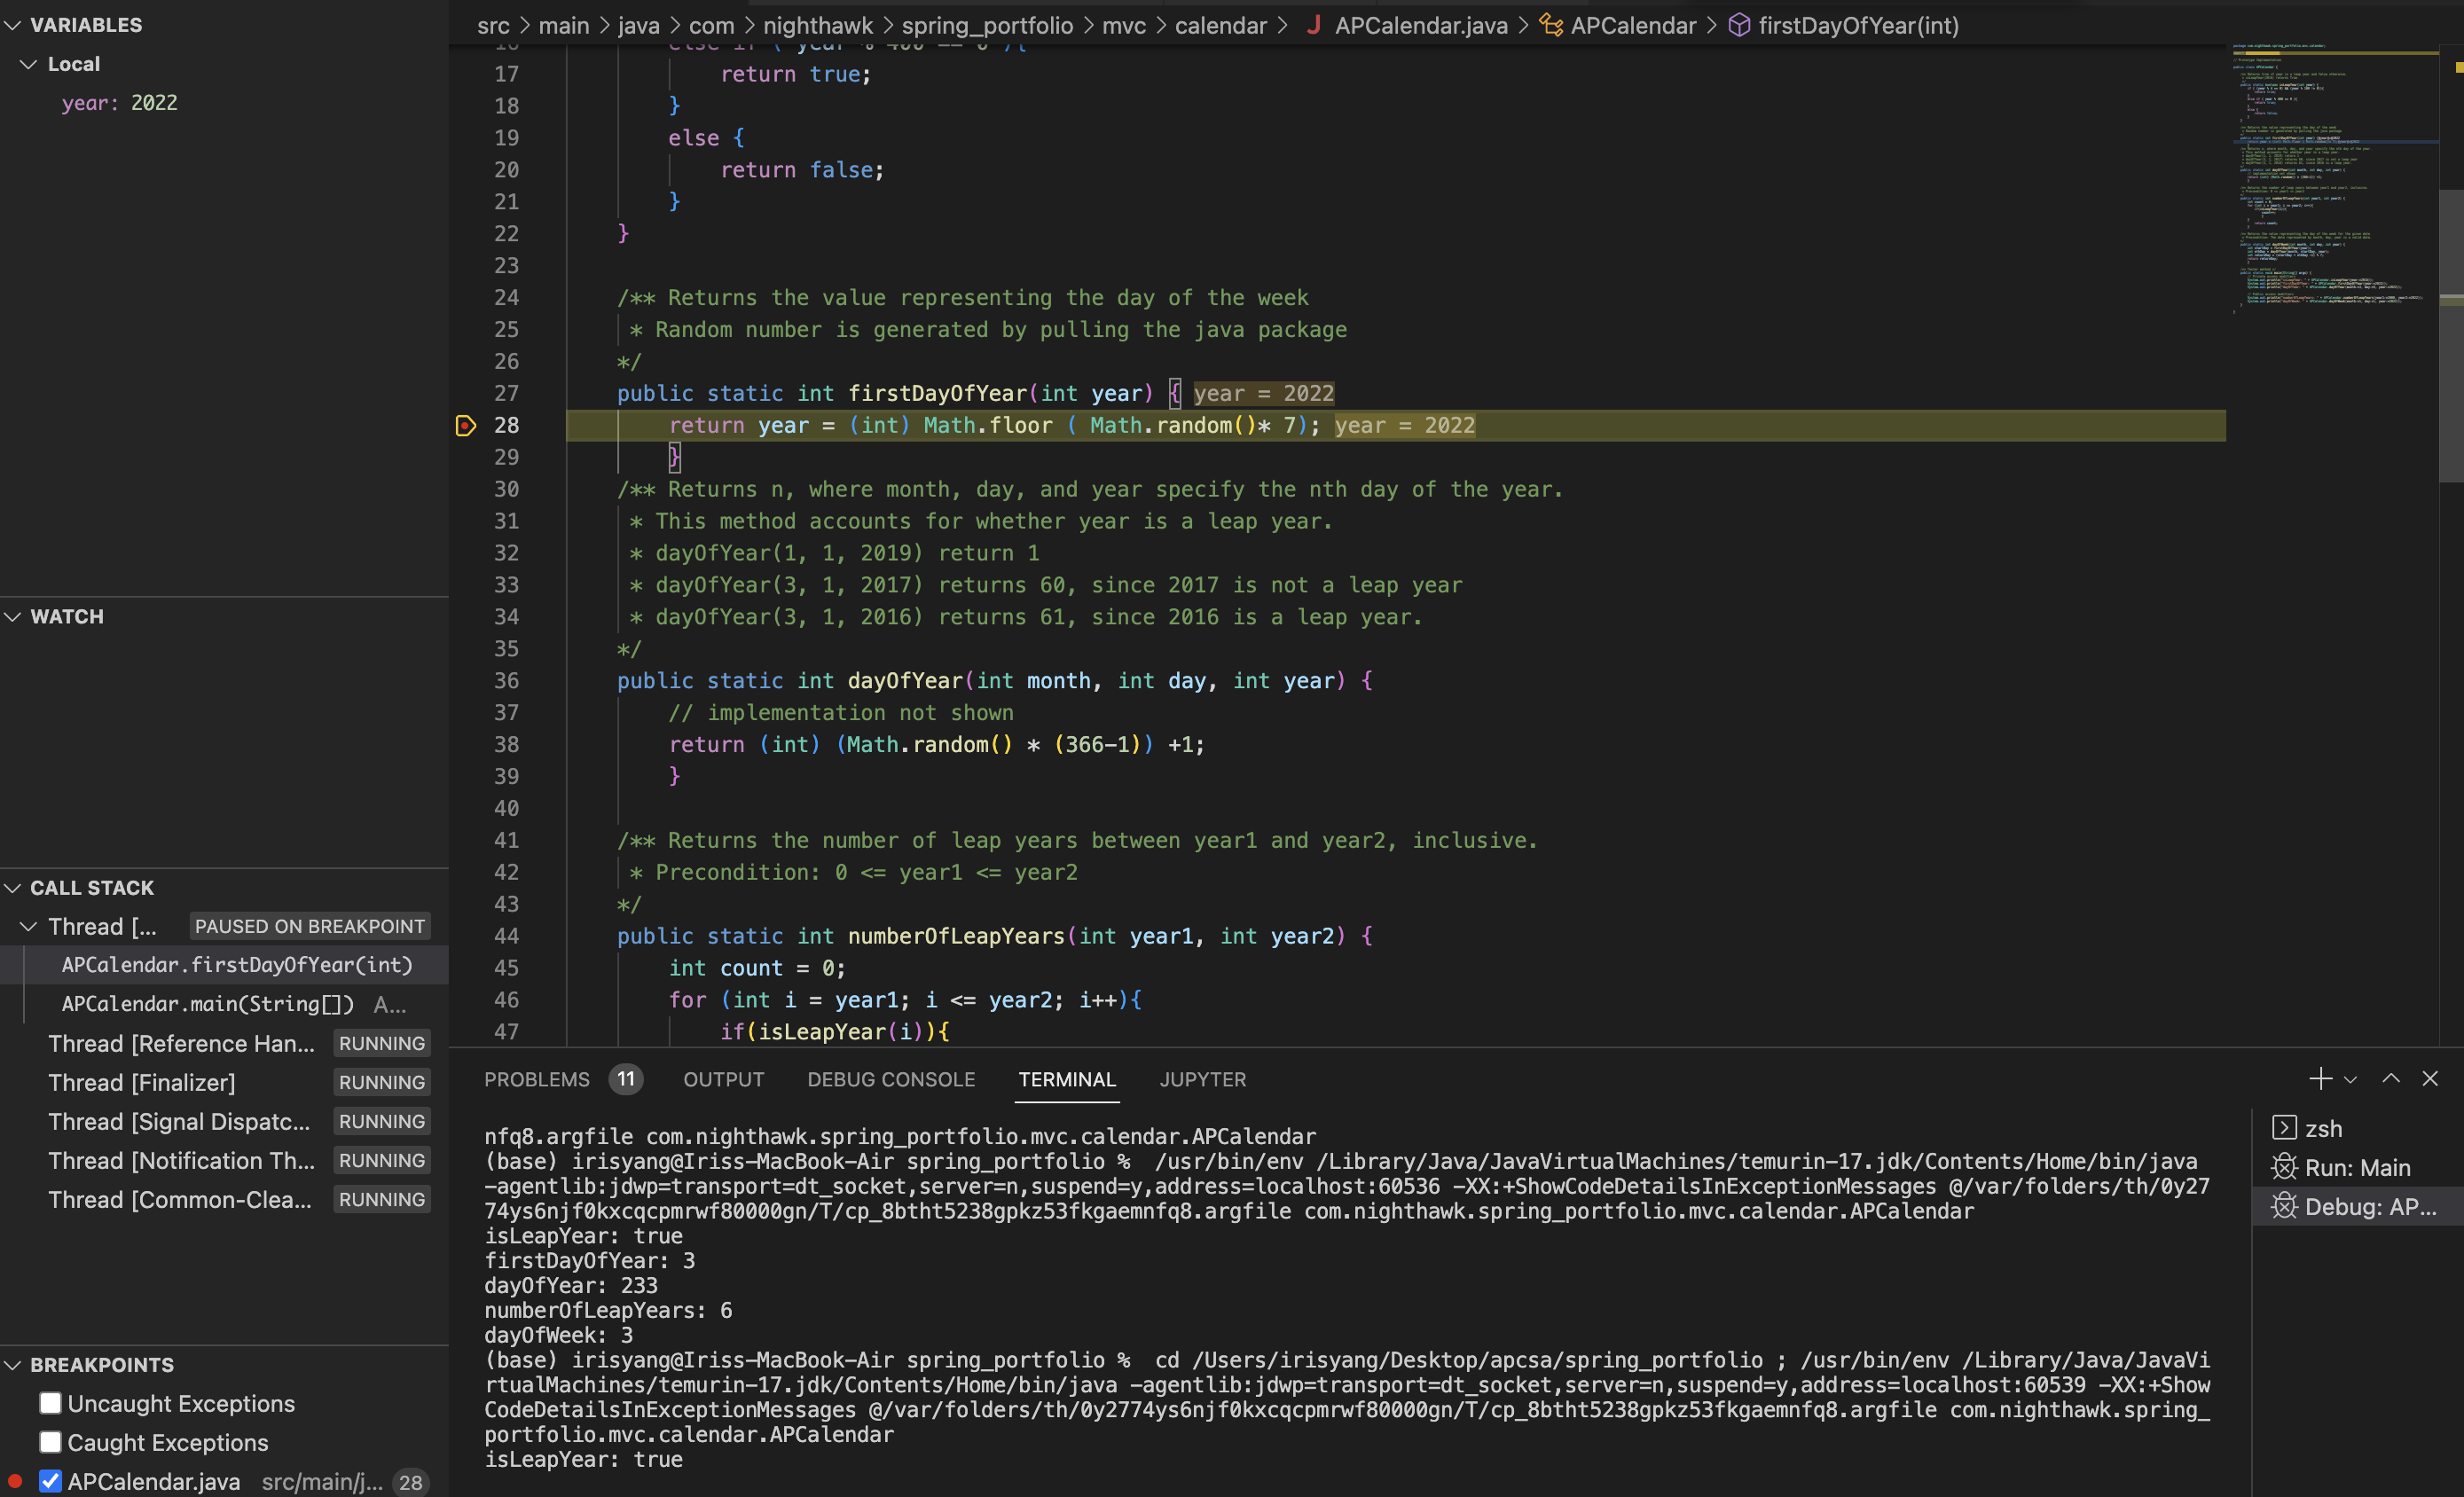 VARIABLES
Local
year: 2022
WATCH
CALL STACK
Thread [... PAUSED ON BREAKPOINT
APCalendar.firstDayOfYear(int)
APCalendar.main(String[]) A...
Thread [Reference Han... RUNNING
Thread [Finalizer] RUNNING
Thread [Signal Dispatc... RUNNING
Thread [Notification Th... RUNNING
Thread [Common-Clea... RUNNING
BREAKPOINTS
Uncaught Exceptions
Caught Exceptions
APCalendar.java src/main/j... 28
src > main > java > com > nighthawk > spring_portfolio > mvc > calendar > J APCalendar.java > APCalendar > firstDayOfYear(int)
16 else if ( year % 400 == 0 ){
17 return true;
18 }
19 else {
20 return false;
21 }
22 }
23
24 /** Returns the value representing the day of the week
25 * Random number is generated by pulling the java package
26 */
27 public static int firstDayOfYear(int year) { year = 2022
28 return year = (int) Math.floor ( Math.random()* 7); year = 2022
29 }
30 /** Returns n, where month, day, and year specify the nth day of the year.
31 * This method accounts for whether year is a leap year.
32 * dayOfYear(1, 1, 2019) return 1
33 * dayOfYear(3, 1, 2017) returns 60, since 2017 is not a leap year
34 * dayOfYear(3, 1, 2016) returns 61, since 2016 is a leap year.
35 */
36 public static int dayOfYear(int month, int day, int year) {
37 // implementation not shown
38 return (int) (Math.random() * (366-1)) +1;
39 }
40
41 /** Returns the number of leap years between year1 and year2, inclusive.
42 * Precondition: 0 <= year1 <= year2
43 */
44 public static int numberOfLeapYears(int year1, int year2) {
45 int count = 0;
46 for (int i = year1; i <= year2; i++){
47 if(isLeapYear(i)){
PROBLEMS 11 OUTPUT DEBUG CONSOLE TERMINAL JUPYTER
nfq8.argfile com.nighthawk.spring_portfolio.mvc.calendar.APCalendar
(base) irisyang@Iriss-MacBook-Air spring_portfolio % /usr/bin/env /Library/Java/JavaVirtualMachines/temurin-17.jdk/Contents/Home/bin/java
-agentlib:jdwp=transport=dt_socket,server=n,suspend=y,address=localhost:60536 -XX:+ShowCodeDetailsInExceptionMessages @/var/folders/th/0y27
74ys6njf0kxcqcpmrwf80000gn/T/cp_8btht5238gpkz53fkgaemnfq8.argfile com.nighthawk.spring_portfolio.mvc.calendar.APCalendar
isLeapYear: true
firstDayOfYear: 3
dayOfYear: 233
numberOfLeapYears: 6
dayOfWeek: 3
(base) irisyang@Iriss-MacBook-Air spring_portfolio % cd /Users/irisyang/Desktop/apcsa/spring_portfolio ; /usr/bin/env /Library/Java/JavaVi
rtualMachines/temurin-17.jdk/Contents/Home/bin/java -agentlib:jdwp=transport=dt_socket,server=n,suspend=y,address=localhost:60539 -XX:+Show
CodeDetailsInExceptionMessages @/var/folders/th/0y2774ys6njf0kxcqcpmrwf80000gn/T/cp_8btht5238gpkz53fkgaemnfq8.argfile com.nighthawk.spring_
portfolio.mvc.calendar.APCalendar
isLeapYear: true
zsh
Run: Main
Debug: AP...